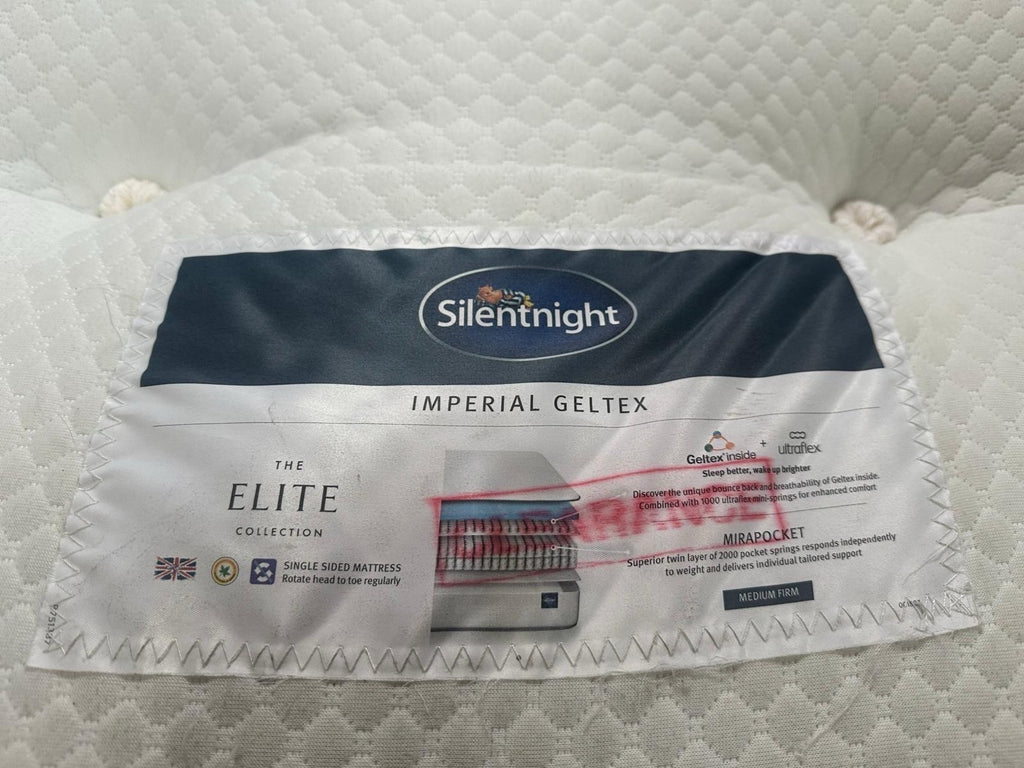 Silentnight
IMPERIAL GELTEX
THE
ELITE
COLLECTION
SINGLE SIDED MATTRESS
Rotate head to toe regularly
Geltex inside + ultraflex
Sleep better, wake up brighter
Discover the unique bounce back and breathability of Geltex inside.
Combined with 1000 ultraflex mini-springs for enhanced comfort
MIRAPOCKET
Superior twin layer of 2000 pocket springs responds independently
to weight and delivers individual tailored support
MEDIUM FIRM
CLEARANCE